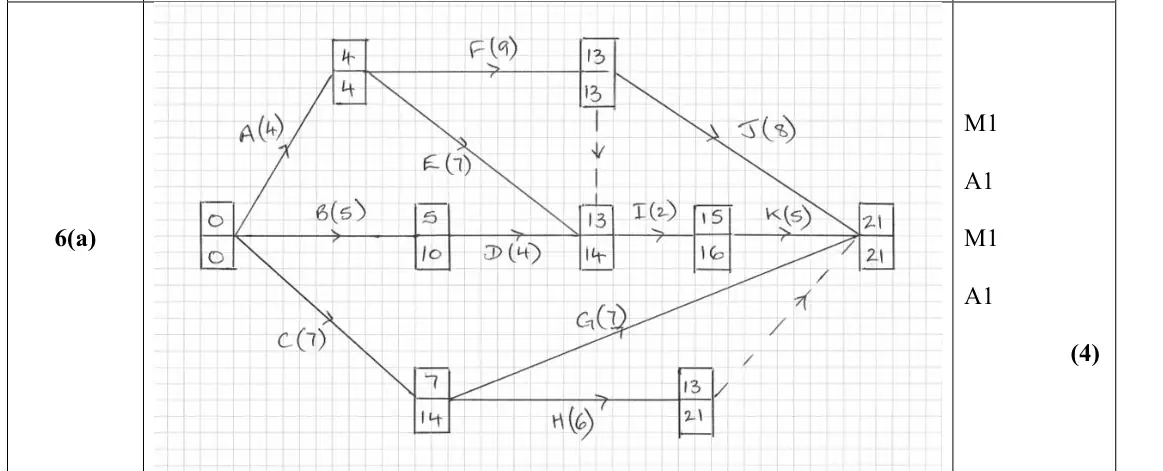 6(a)
F(9)
4
4
13
13
A(4)
J(8)
E(7)
0
0
B(5)
5
10
D(4)
13
14
I(2)
15
16
K(5)
21
21
C(7)
G(7)
7
14
H(6)
13
21
M1
A1
M1
A1
(4)